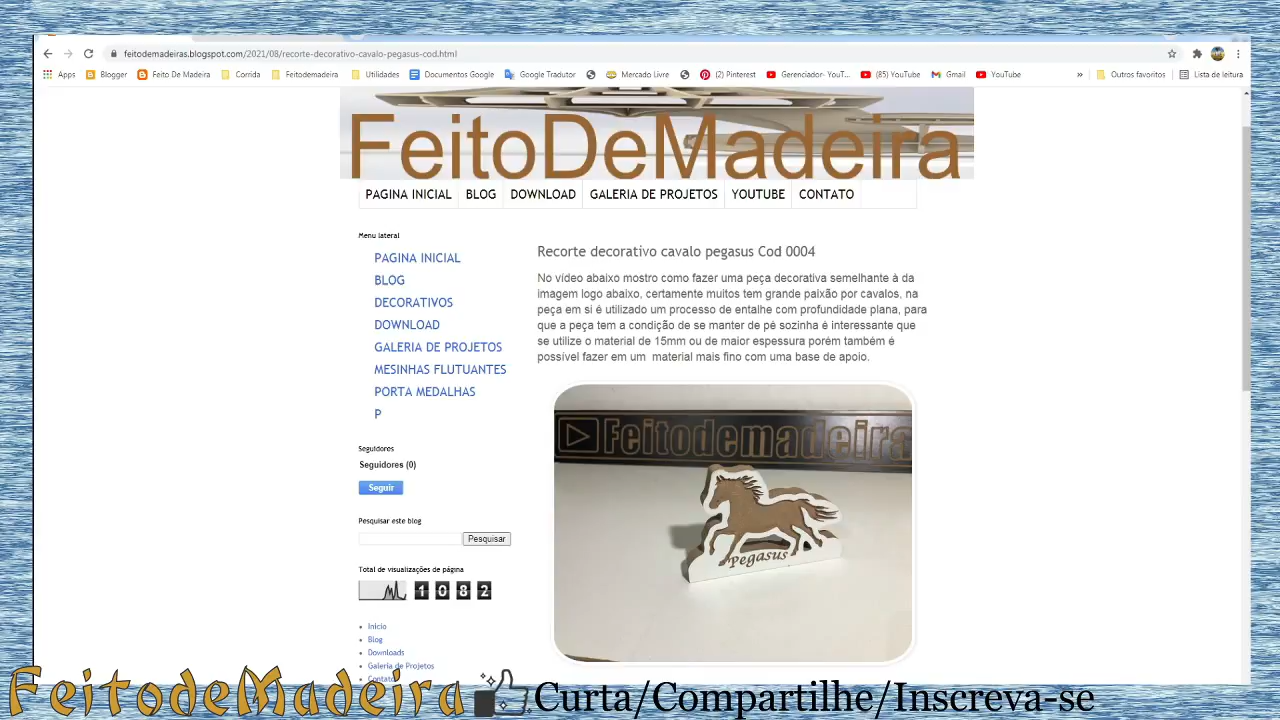 feitodemadeiras.blogspot.com/2021/08/recorte-decorativo-cavalo-pegasus-cod.html
Apps Blogger Feito De Madeira Corrida Feitodemadeira Utilidades Documentos Google Google Tradutor Mercado Livre (2) Pinterest Gerenciador- YouT... (85) YouTube Gmail YouTube » Outros favoritos Lista de leitura
FeitoDeMadeira
PAGINA INICIAL BLOG DOWNLOAD GALERIA DE PROJETOS YOUTUBE CONTATO
Menu lateral
PAGINA INICIAL
BLOG
DECORATIVOS
DOWNLOAD
GALERIA DE PROJETOS
MESINHAS FLUTUANTES
PORTA MEDALHAS
P
Seguidores
Seguidores (0)
Seguir
Pesquisar este blog
Pesquisar
Total de visualizações de página
1082
Inicio
Blog
Downloads
Galeria de Projetos
Contato
Recorte decorativo cavalo pegasus Cod 0004
No vídeo abaixo mostro como fazer uma peça decorativa semelhante à da
imagem logo abaixo, certamente muitos tem grande paixão por cavalos, na
peça em si é utilizado um processo de entalhe com profundidade plana, para
que a peça tem a condição de se manter de pé sozinha é interessante que
se utilize o material de 15mm ou de maior espessura porém também é
possivel fazer em um material mais fino com uma base de apoio.
Feitodemadeira
Pegasus
FeitodeMadeira Curta/Compartilhe/Inscreva-se